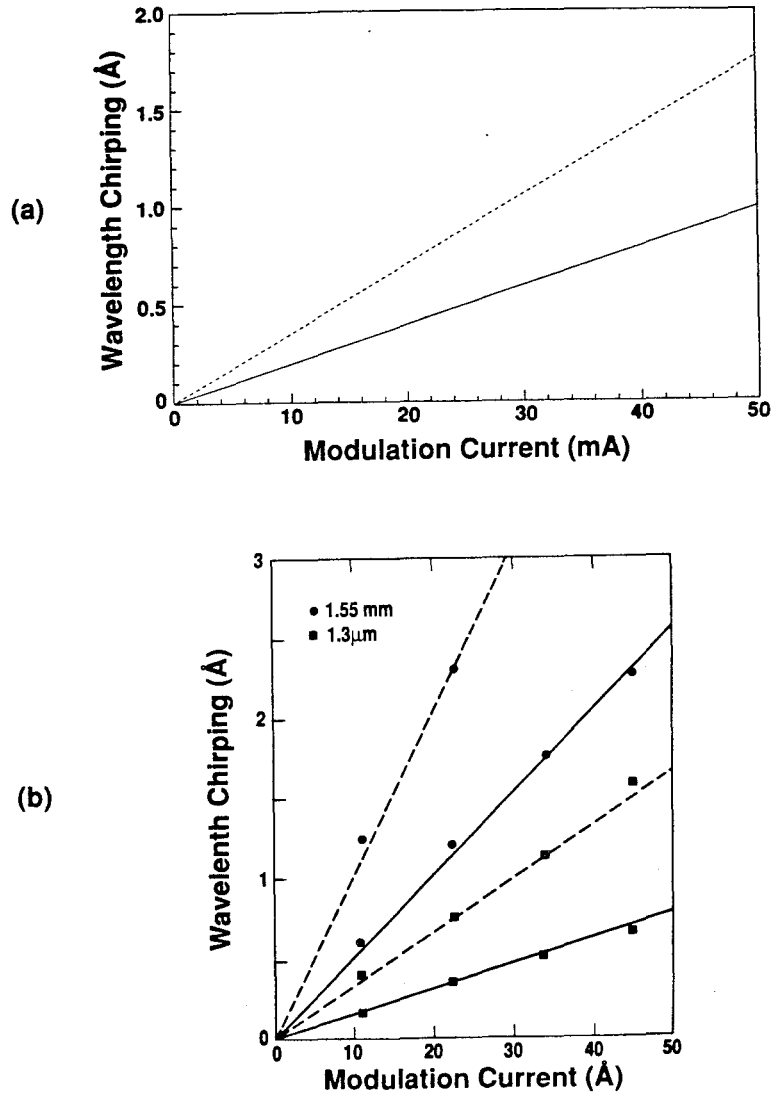 (a)
Wavelength Chirping (Å)
2.0
1.5
1.0
0.5
0
0 10 20 30 40 50
Modulation Current (mA)
(b)
Wavelenth Chirping (Å)
3
2
1
0
1.55 mm
1.3μm
0 10 20 30 40 50
Modulation Current (Å)